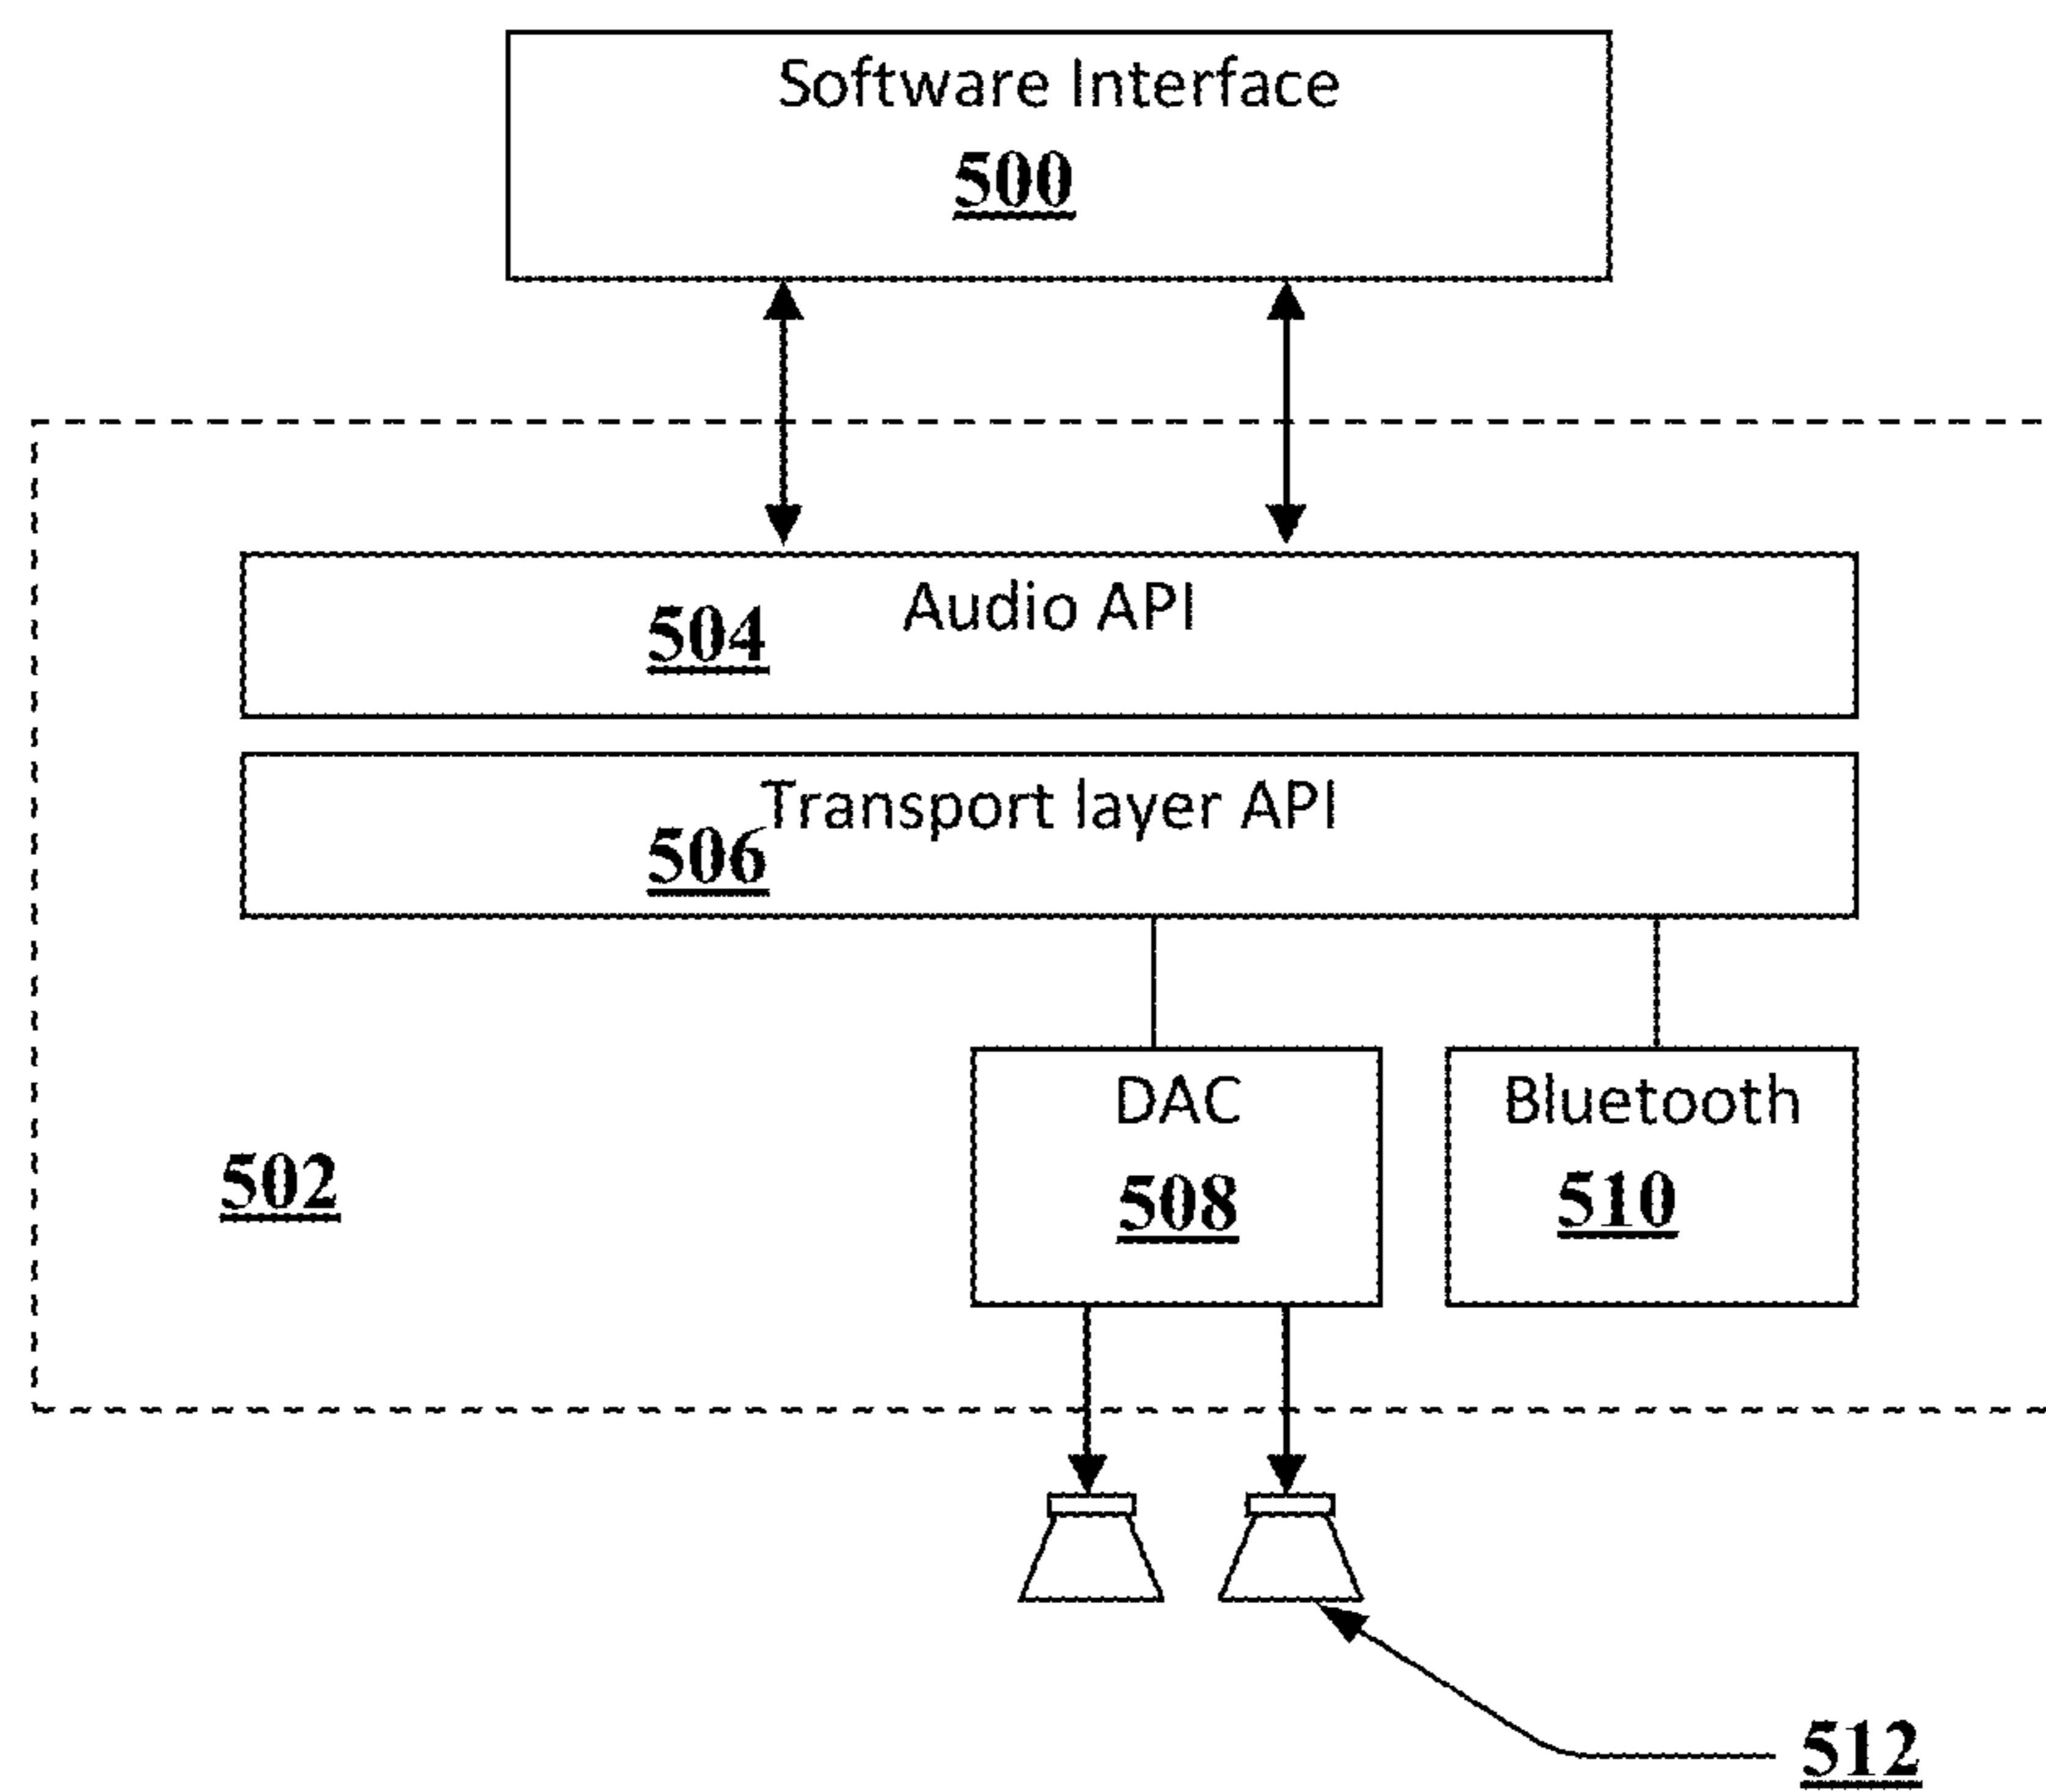 Software Interface
500
Audio API
504
Transport layer API
506
DAC
508
Bluetooth
510
502
512